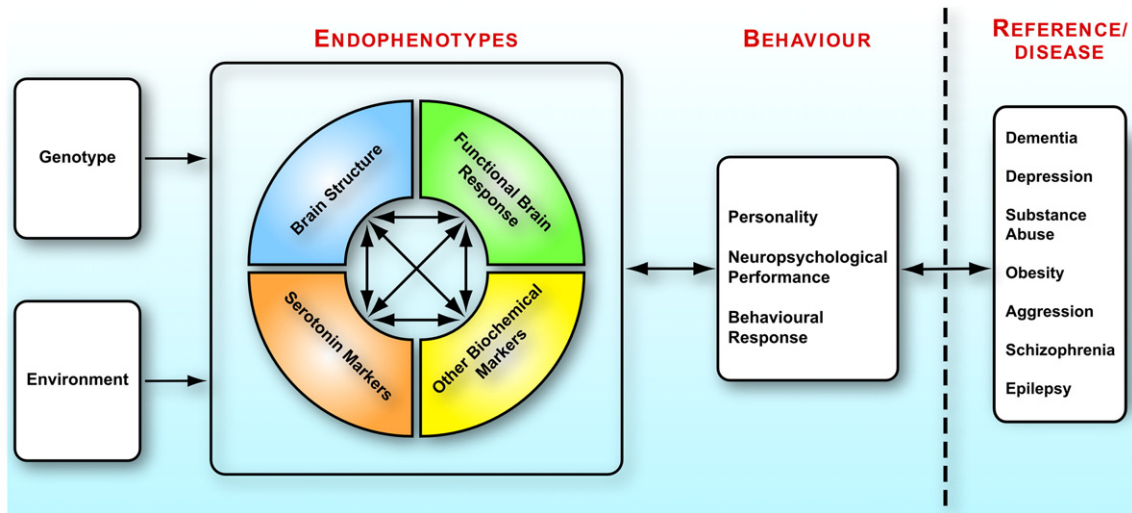 ENDOPHENOTYPES
BEHAVIOUR
REFERENCE/
DISEASE
Genotype
Environment
Brain Structure
Functional Brain
Response
Serotonin Markers
Other Biochemical
Markers
Personality
Neuropsychological
Performance
Behavioural
Response
Dementia
Depression
Substance
Abuse
Obesity
Aggression
Schizophrenia
Epilepsy